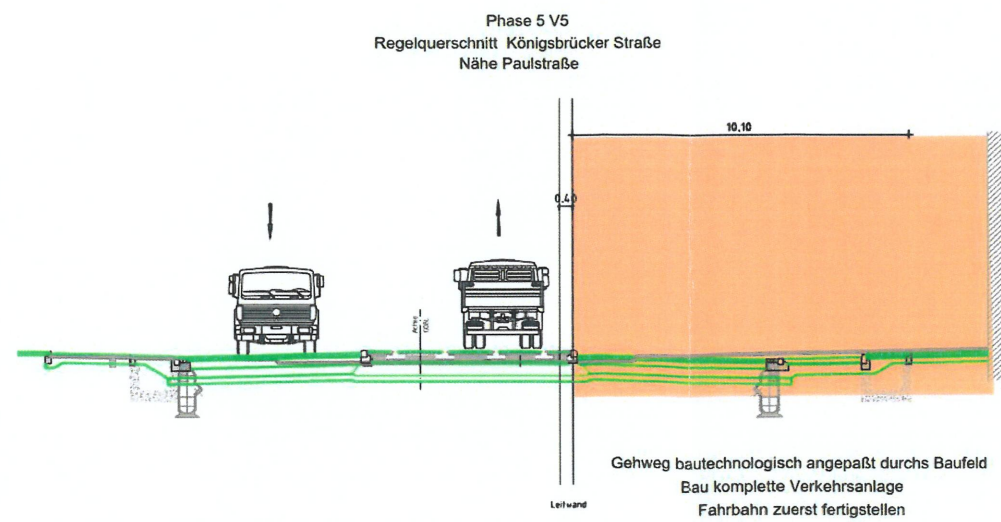 Phase 5 V5
Regelquerschnitt Königsbrücker Straße
Nähe Paulstraße
10.10
0.40
Achse
Leitwand
Gehweg bautechnologisch angepaßt durchs Baufeld
Bau komplette Verkehrsanlage
Fahrbahn zuerst fertigstellen